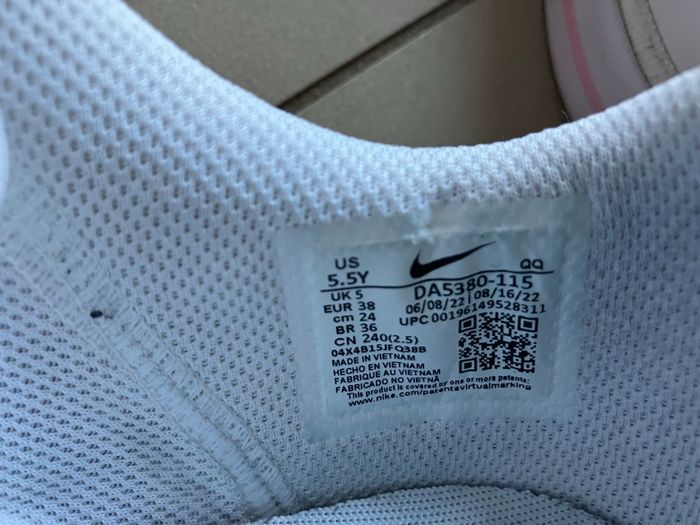 US
5.5Y
QQ
UK 5
DA5380-115
EUR 38
06/08/22 08/16/22
cm 24
UPC 00196149528311
BR 36
CN 240(2.5)
04X4B15JFQ38B
MADE IN VIETNAM
HECHO EN VIETNAM
FABRIQUE AU VIETNAM
FABRICADO NO VIETNÃ
This product is covered by one or more patents:
www.nike.com/patentsvirtualmarking